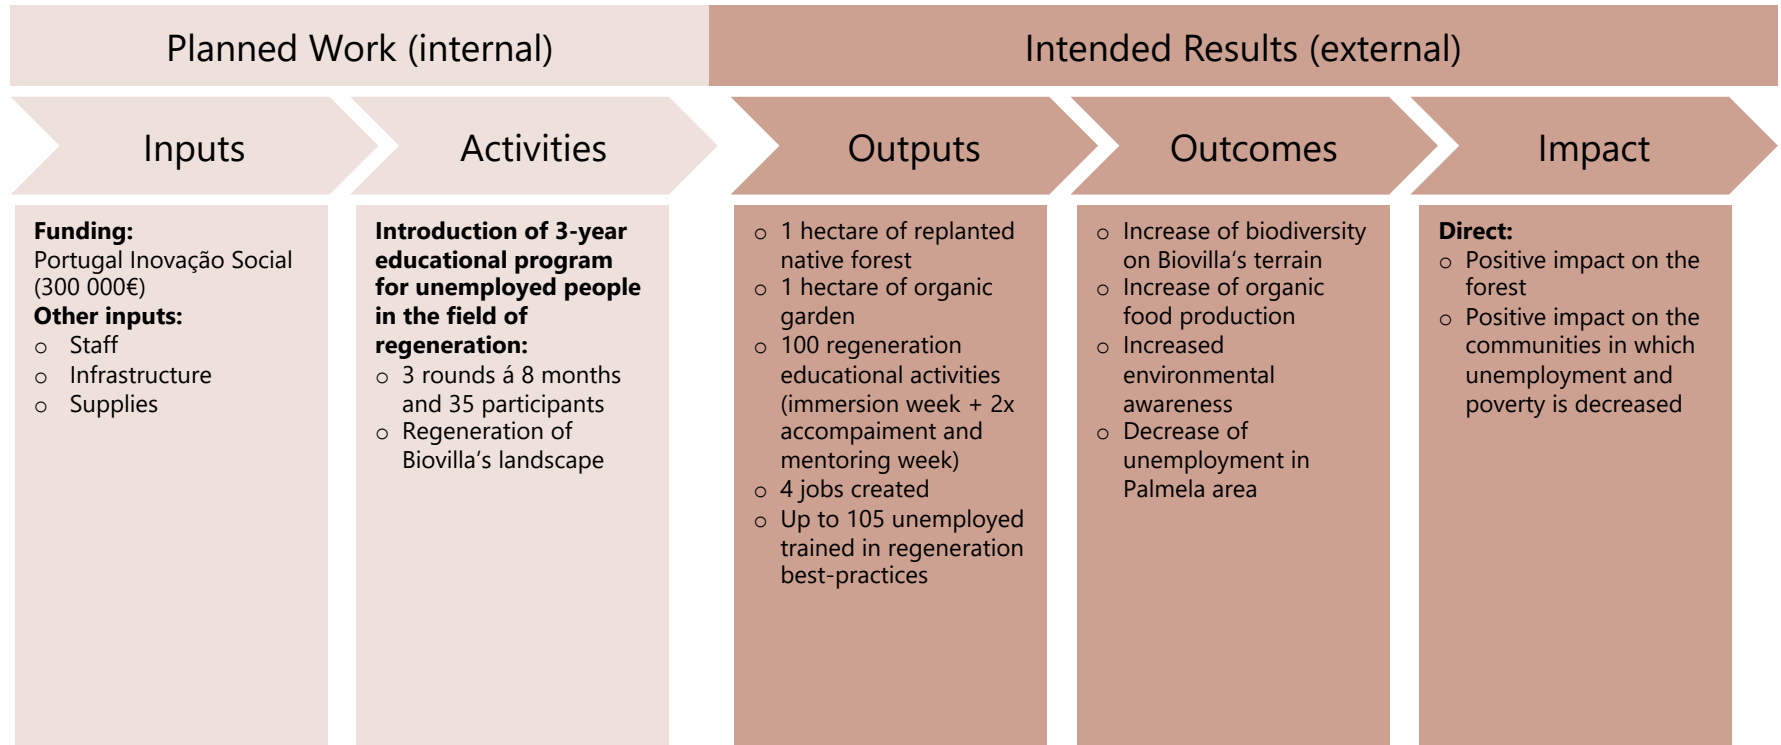 Planned Work (internal)
Intended Results (external)
Inputs
Activities
Outputs
Outcomes
Impact
Funding:
Portugal Inovação Social
(300 000€)
Other inputs:
o Staff
o Infrastructure
o Supplies
Introduction of 3-year
educational program
for unemployed people
in the field of
regeneration:
o 3 rounds á 8 months
and 35 participants
o Regeneration of
Biovilla’s landscape
o 1 hectare of replanted
native forest
o 1 hectare of organic
garden
o 100 regeneration
educational activities
(immersion week + 2x
accompaiment and
mentoring week)
o 4 jobs created
o Up to 105 unemployed
trained in regeneration
best-practices
o Increase of biodiversity
on Biovilla‘s terrain
o Increase of organic
food production
o Increased
environmental
awareness
o Decrease of
unemployment in
Palmela area
Direct:
o Positive impact on the
forest
o Positive impact on the
communities in which
unemployment and
poverty is decreased